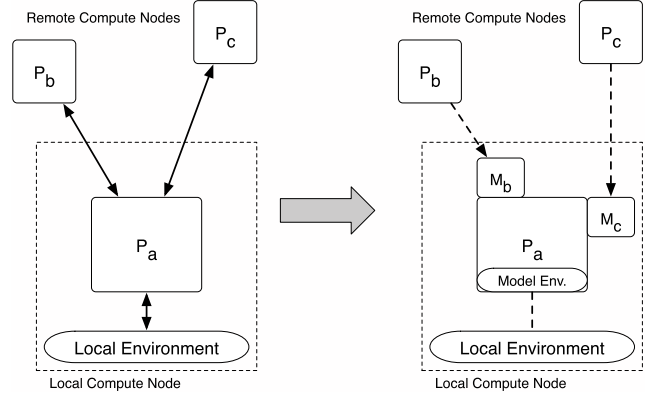 Remote Compute Nodes
Pc
Pb
Pa
Local Environment
Local Compute Node
Remote Compute Nodes
Pc
Pb
Mb
Mc
Pa
Model Env.
Local Environment
Local Compute Node